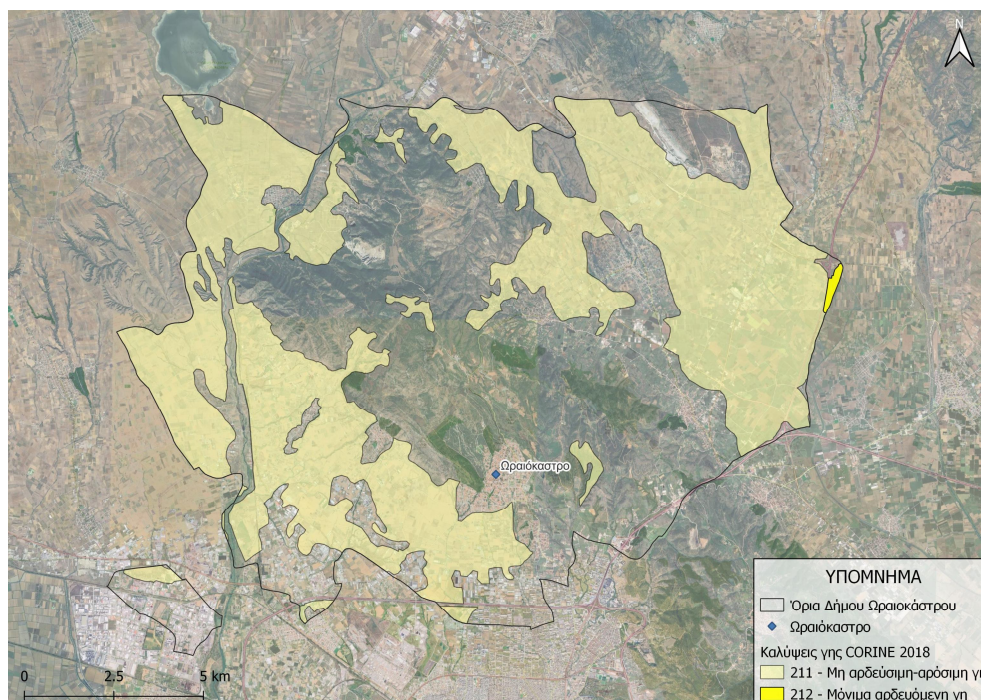 N
Ωραιόκαστρο
ΥΠΟΜΝΗΜΑ
Όρια Δήμου Ωραιοκάστρου
Ωραιόκαστρο
Καλύψεις γης CORINE 2018
211 - Μη αρδεύσιμη-αρόσιμη γη
212 - Μόνιμα αρδευόμενη γη
0 2.5 5 km